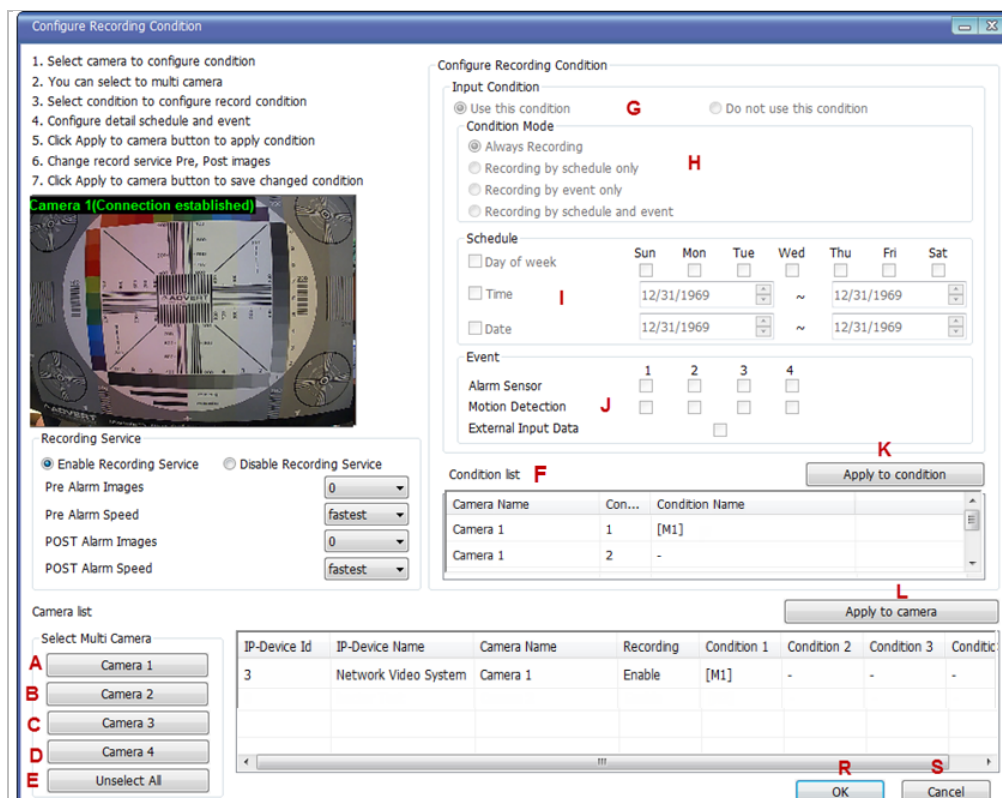 Configure Recording Condition
1. Select camera to configure condition
2. You can select to multi camera
3. Select condition to configure record condition
4. Configure detail schedule and event
5. Click Apply to camera button to apply condition
6. Change record service Pre, Post images
7. Click Apply to camera button to save changed condition
Camera 1(Connection established)
ADVERT
Recording Service
Enable Recording Service Disable Recording Service
Pre Alarm Images 0
Pre Alarm Speed fastest
POST Alarm Images 0
POST Alarm Speed fastest
Configure Recording Condition
Input Condition
Use this condition G Do not use this condition
Condition Mode
Always Recording
H
Recording by schedule only
Recording by event only
Recording by schedule and event
Schedule
Sun Mon Tue Wed Thu Fri Sat
Day of week
Time I 12/31/1969 ~ 12/31/1969
Date 12/31/1969 ~ 12/31/1969
Event
1 2 3 4
Alarm Sensor
Motion Detection J
External Input Data
K
Condition list F Apply to condition
Camera Name Con... Condition Name
Camera 1 1 [M1]
Camera 1 2 -
L
Camera list Apply to camera
Select Multi Camera
A Camera 1
B Camera 2
C Camera 3
D Camera 4
E Unselect All
IP-Device Id IP-Device Name Camera Name Recording Condition 1 Condition 2 Condition 3 Conditic
3 Network Video System Camera 1 Enable [M1] - - -
R S
OK Cancel